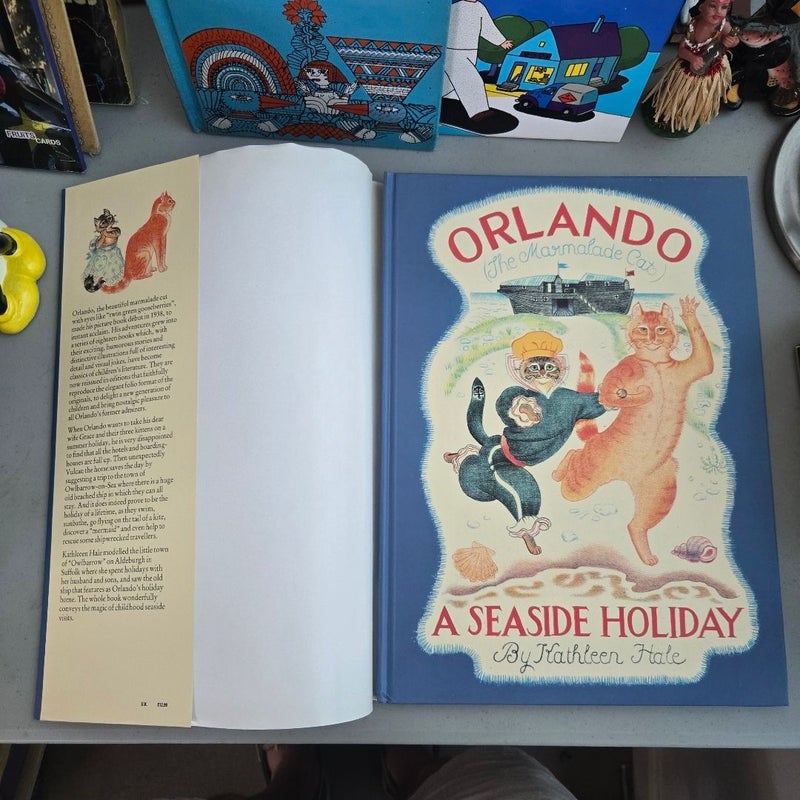 FRUITS
CARDS
Orlando, the beautiful marmalade cat
with eyes like "twin green gooseberries",
made his picture book début in 1938, to
instant acclaim. His adventures grew into
a series of eighteen books which, with
their exciting, humorous stories and
distinctive illustrations full of interesting
detail and visual jokes, have become
classics of children's literature. They are
now reissued in editions that faithfully
reproduce the elegant folio format of the
originals, to delight a new generation of
children and bring nostalgic pleasure to
all Orlando's former admirers.
When Orlando wants to take his dear
wife Grace and their three kittens on a
summer holiday, he is very disappointed
to find that all the hotels and boarding-
houses are full up. Then unexpectedly
Vulcan the horse saves the day by
suggesting a trip to the town of
Owlbarrow-on-Sea where there is a huge
old beached ship in which they can all
stay. And it does indeed prove to be the
holiday of a lifetime, as they swim,
sunbathe, go flying on the tail of a kite,
discover a "mermaid" and even help to
rescue some shipwrecked travellers.
Kathleen Hale modelled the little town
of "Owlbarrow" on Aldeburgh in
Suffolk where she spent holidays with
her husband and sons, and saw the old
ship that features as Orlando's holiday
home. The whole book wonderfully
conveys the magic of childhood seaside
visits.
ORLANDO
(The Marmalade Cat)
A SEASIDE HOLIDAY
By Kathleen Hale